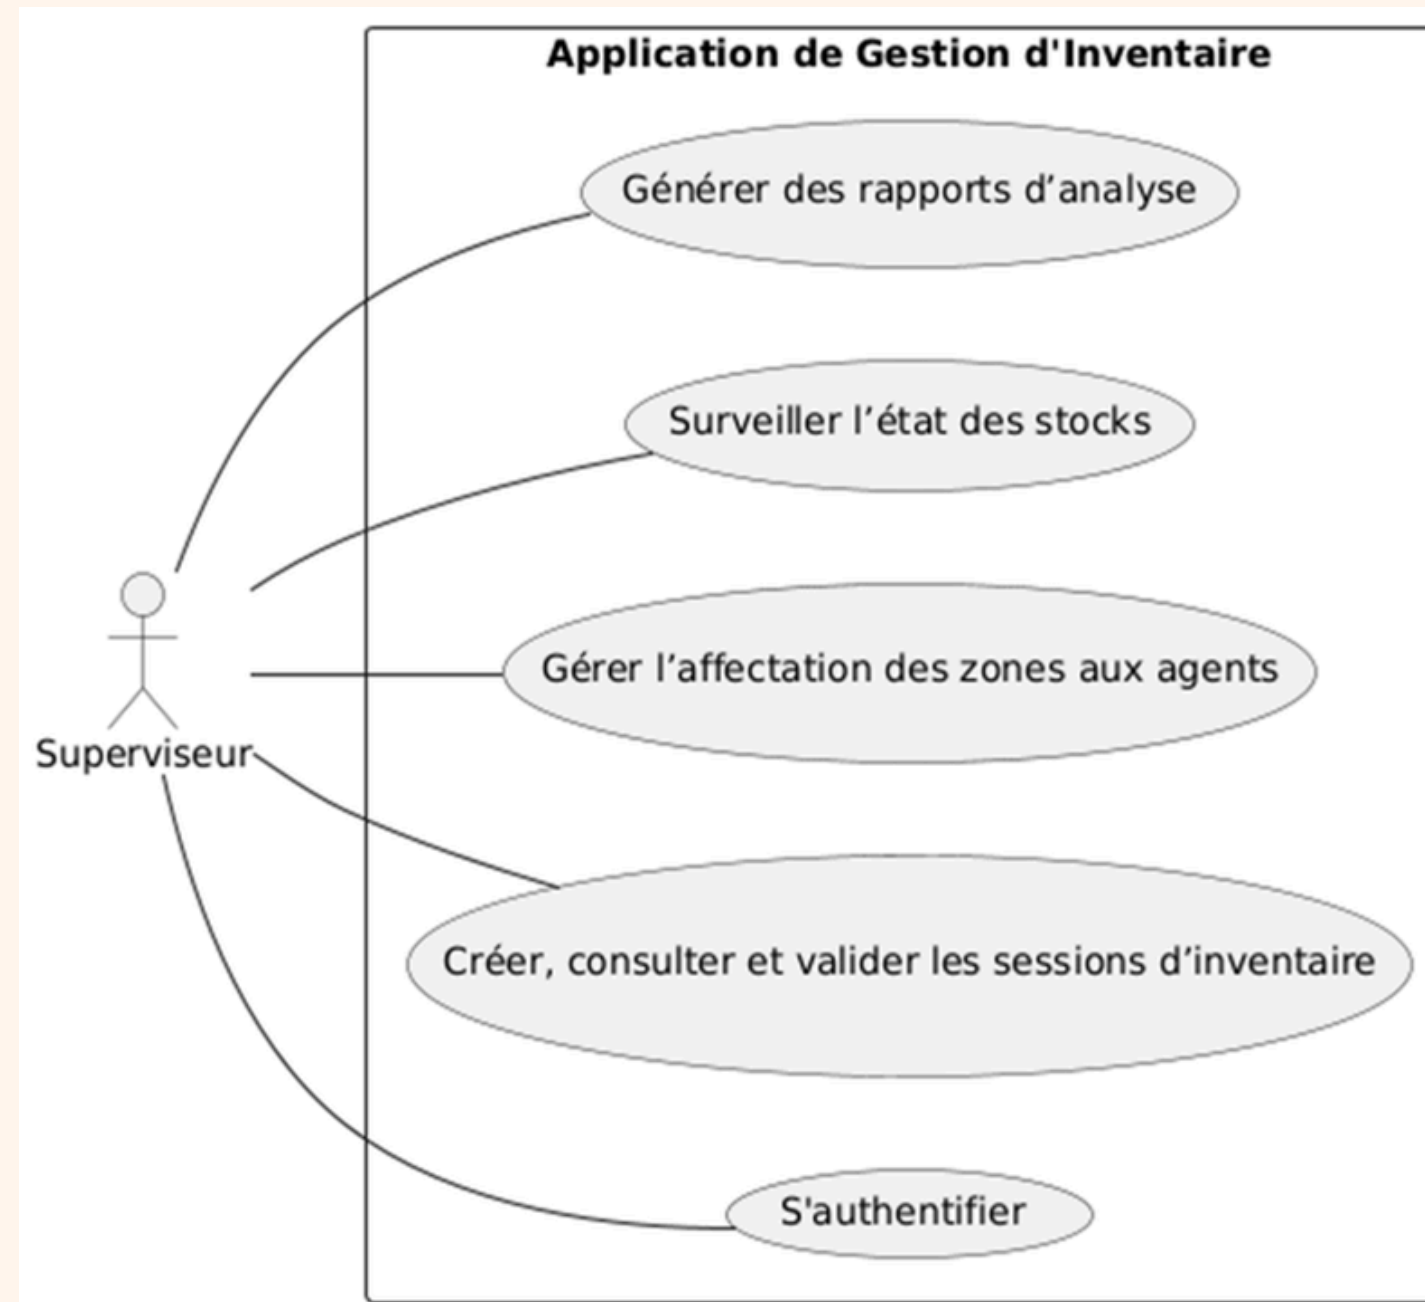 Application de Gestion d'Inventaire
Générer des rapports d’analyse
Surveiller l’état des stocks
Gérer l’affectation des zones aux agents
Superviseur
Créer, consulter et valider les sessions d’inventaire
S'authentifier